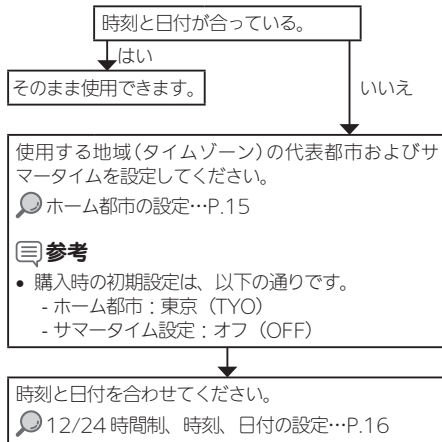 時刻と日付が合っている。
はい
そのまま使用できます。
いいえ
使用する地域(タイムゾーン)の代表都市およびサ
マータイムを設定してください。
ホーム都市の設定…P.15
参考
• 購入時の初期設定は、以下の通りです。
- ホーム都市：東京（TYO）
- サマータイム設定：オフ（OFF）
時刻と日付を合わせてください。
12/24 時間制、時刻、日付の設定…P.16